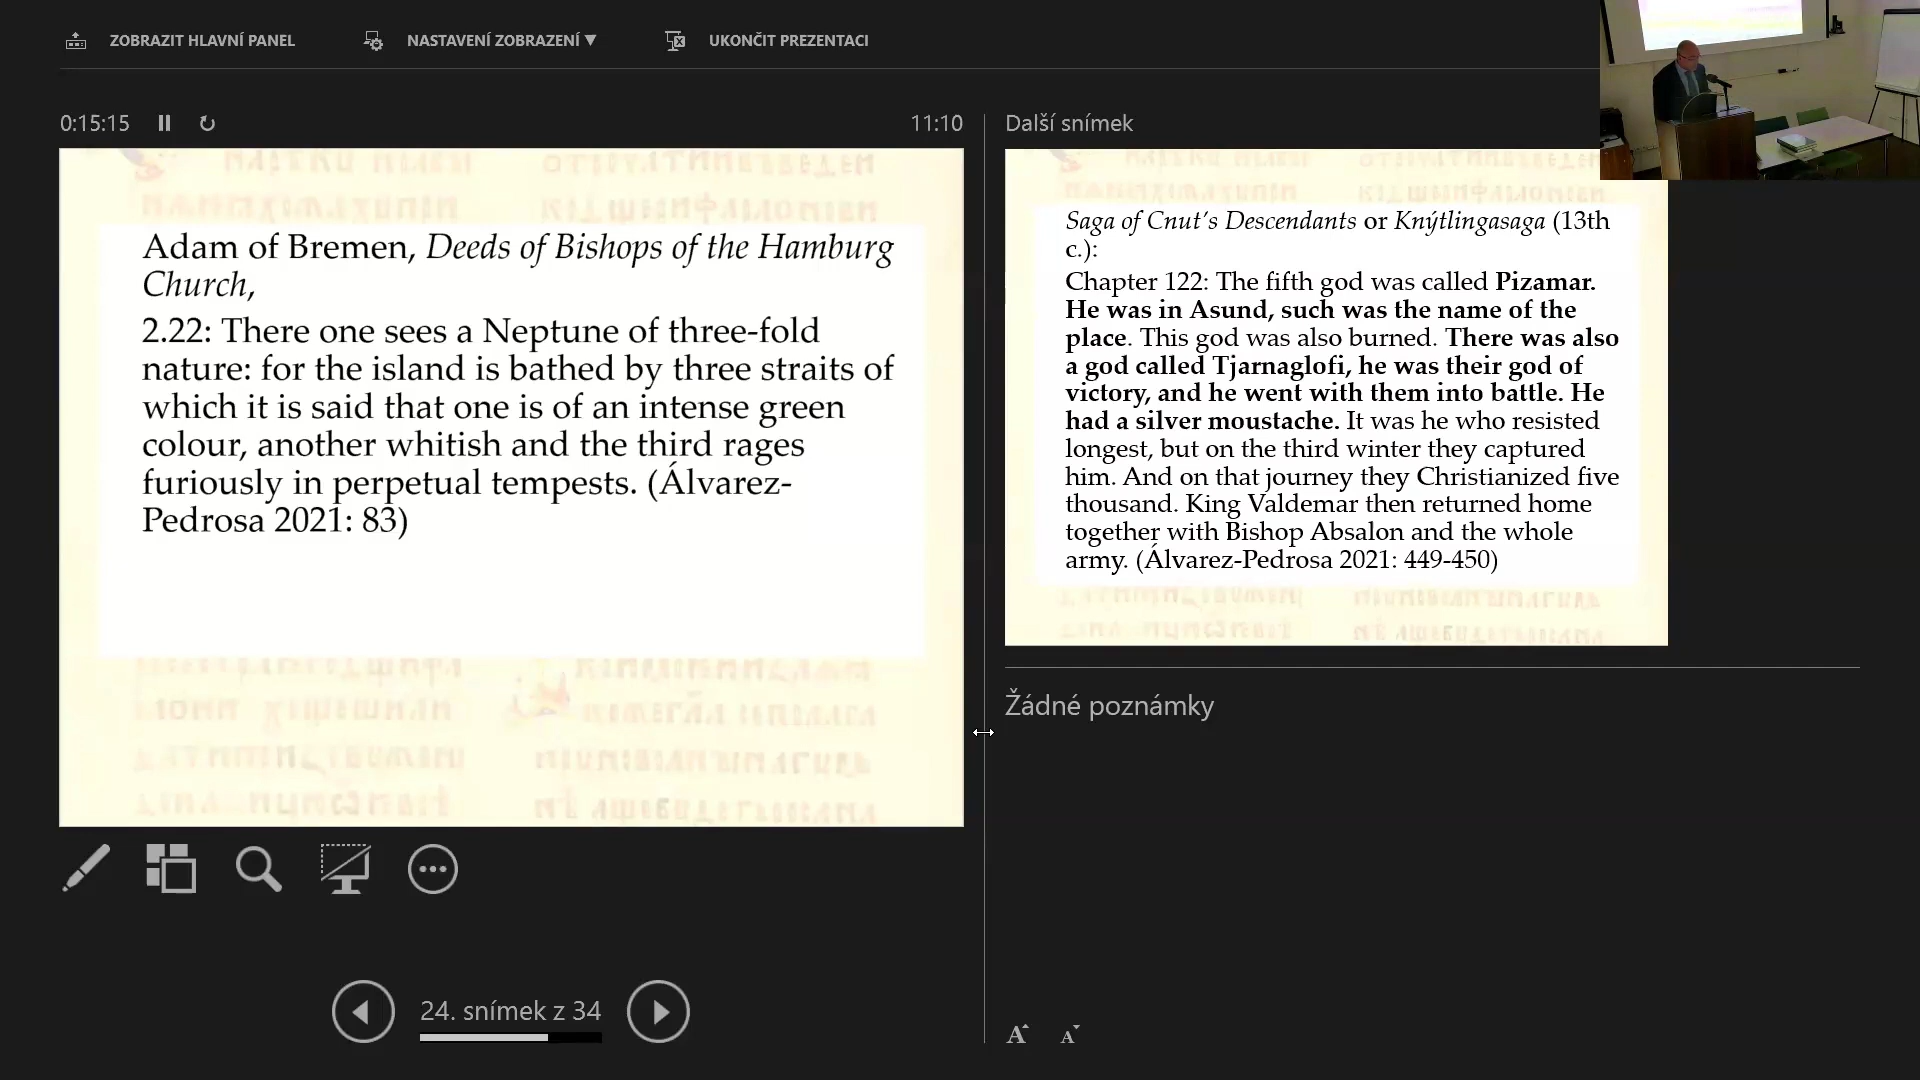 ZOBRAZIT HLAVNÍ PANEL
NASTAVENÍ ZOBRAZENÍ ▼
UKONČIT PREZENTACI
0:15:15
11:10
Další snímek
Adam of Bremen, Deeds of Bishops of the Hamburg
Church,
2.22: There one sees a Neptune of three-fold
nature: for the island is bathed by three straits of
which it is said that one is of an intense green
colour, another whitish and the third rages
furiously in perpetual tempests. (Álvarez-
Pedrosa 2021: 83)
Saga of Cnut's Descendants or Knýtlingasaga (13th
c.):
Chapter 122: The fifth god was called Pizamar.
He was in Asund, such was the name of the
place. This god was also burned. There was also
a god called Tjarnaglofi, he was their god of
victory, and he went with them into battle. He
had a silver moustache. It was he who resisted
longest, but on the third winter they captured
him. And on that journey they Christianized five
thousand. King Valdemar then returned home
together with Bishop Absalon and the whole
army. (Álvarez-Pedrosa 2021: 449-450)
Žádné poznámky
24. snímek z 34
A
A